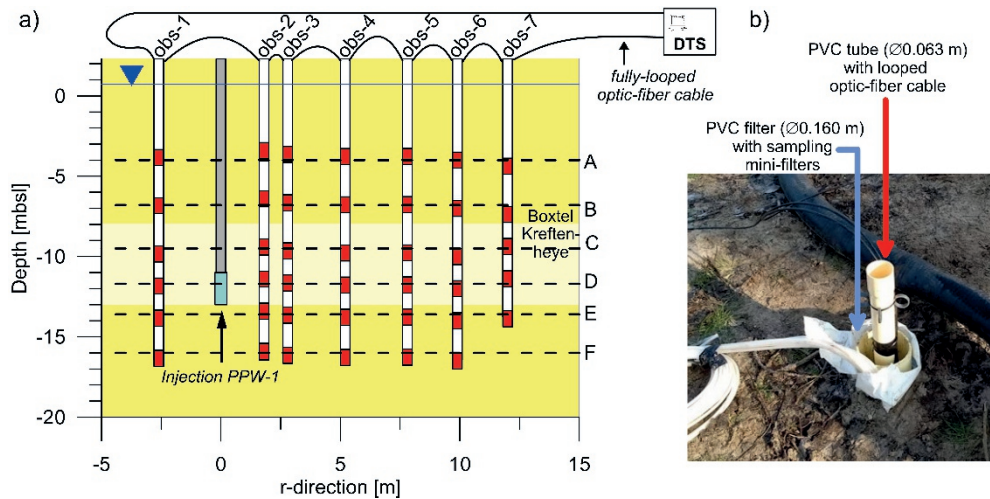 a)
obs-1
obs-2
obs-3
obs-4
obs-5
obs-6
obs-7
DTS
fully-looped
optic-fiber cable
Depth [mbsl]
0
-5
-10
-15
-20
A
B
Boxtel
Kreften-
heye
C
D
E
F
Injection PPW-1
-5
0
5
10
15
r-direction [m]
b)
PVC tube (Ø0.063 m)
with looped
optic-fiber cable
PVC filter (Ø0.160 m)
with sampling
mini-filters